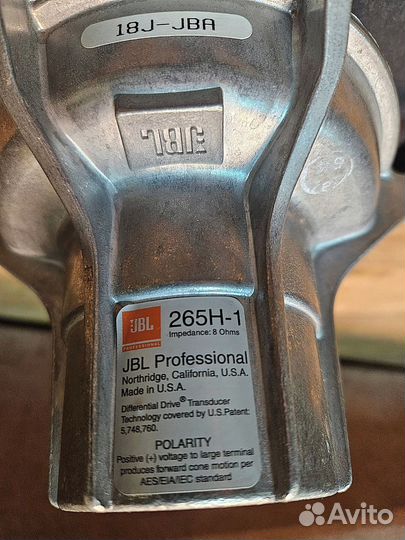 18J-JBA
JBL
JBL
PROFESSIONAL
265H-1
Impedance: 8 Ohms
JBL Professional
Northridge, California, U.S.A.
Made in U.S.A.
Differential Drive® Transducer
Technology covered by U.S.Patent:
5,748,760.
POLARITY
Positive (+) voltage to large terminal
produces forward cone motion per
AES/EIA/IEC standard
Avito